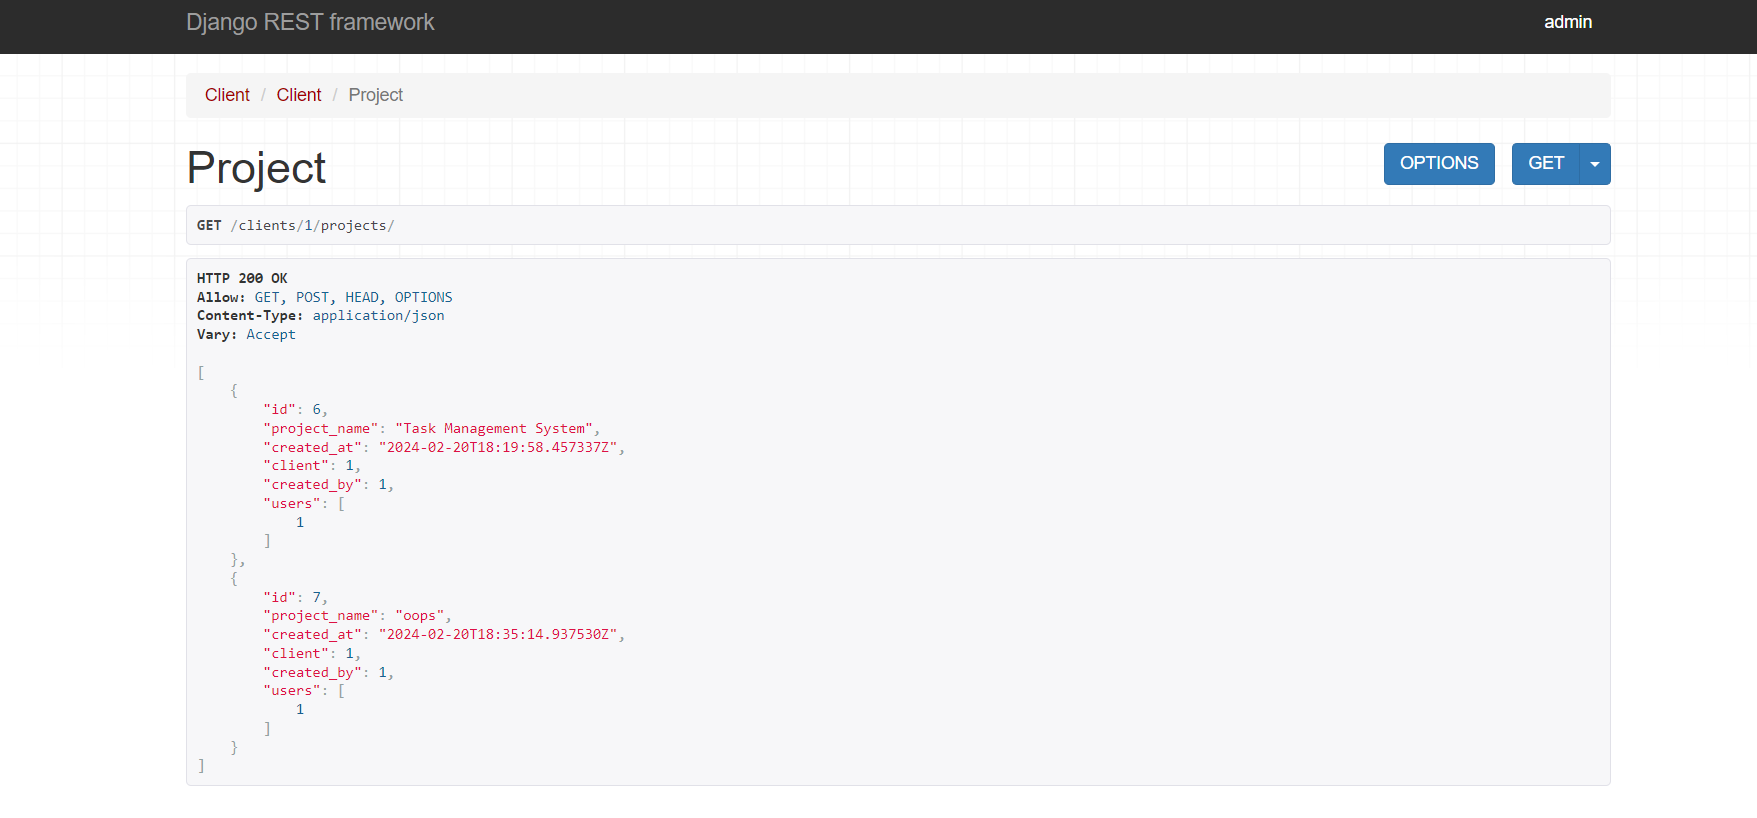 Django REST framework
admin
Client / Client / Project
Project
OPTIONS
GET
GET /clients/1/projects/
HTTP 200 OK
Allow: GET, POST, HEAD, OPTIONS
Content-Type: application/json
Vary: Accept
[
    {
        "id": 6,
        "project_name": "Task Management System",
        "created_at": "2024-02-20T18:19:58.457337Z",
        "client": 1,
        "created_by": 1,
        "users": [
            1
        ]
    },
    {
        "id": 7,
        "project_name": "oops",
        "created_at": "2024-02-20T18:35:14.937530Z",
        "client": 1,
        "created_by": 1,
        "users": [
            1
        ]
    }
]